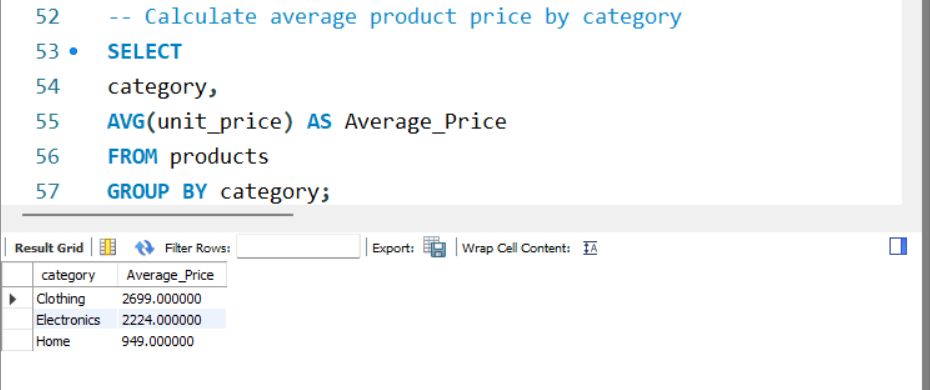 52 -- Calculate average product price by category
53 SELECT
54 category,
55 AVG(unit_price) AS Average_Price
56 FROM products
57 GROUP BY category;
Result Grid Filter Rows: Export: Wrap Cell Content: IA
category Average_Price
Clothing 2699.000000
Electronics 2224.000000
Home 949.000000